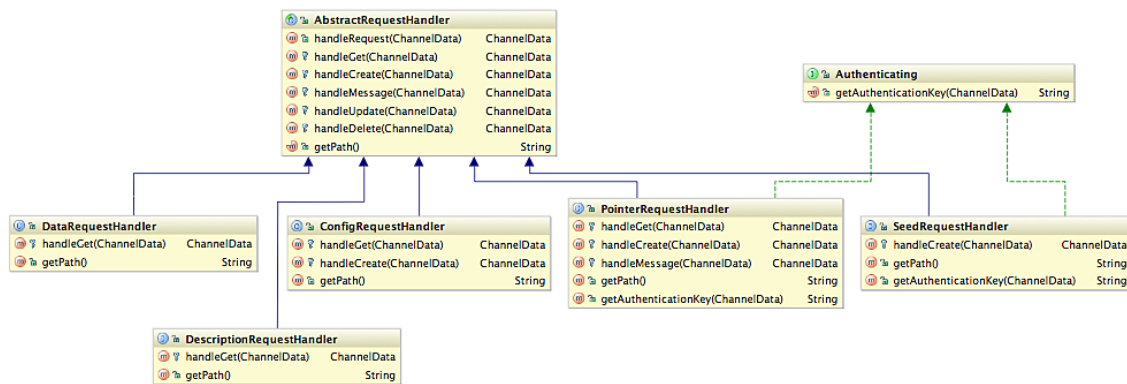 AbstractRequestHandler
handleRequest(ChannelData) ChannelData
handleGet(ChannelData) ChannelData
handleCreate(ChannelData) ChannelData
handleMessage(ChannelData) ChannelData
handleUpdate(ChannelData) ChannelData
handleDelete(ChannelData) ChannelData
getPath() String
Authenticating
getAuthenticationKey(ChannelData) String
DataRequestHandler
handleGet(ChannelData) ChannelData
getPath() String
ConfigRequestHandler
handleGet(ChannelData) ChannelData
handleCreate(ChannelData) ChannelData
getPath() String
PointerRequestHandler
handleGet(ChannelData) ChannelData
handleCreate(ChannelData) ChannelData
handleMessage(ChannelData) ChannelData
getPath() String
getAuthenticationKey(ChannelData) String
SeedRequestHandler
handleCreate(ChannelData) ChannelData
getPath() String
getAuthenticationKey(ChannelData) String
DescriptionRequestHandler
handleGet(ChannelData) ChannelData
getPath() String